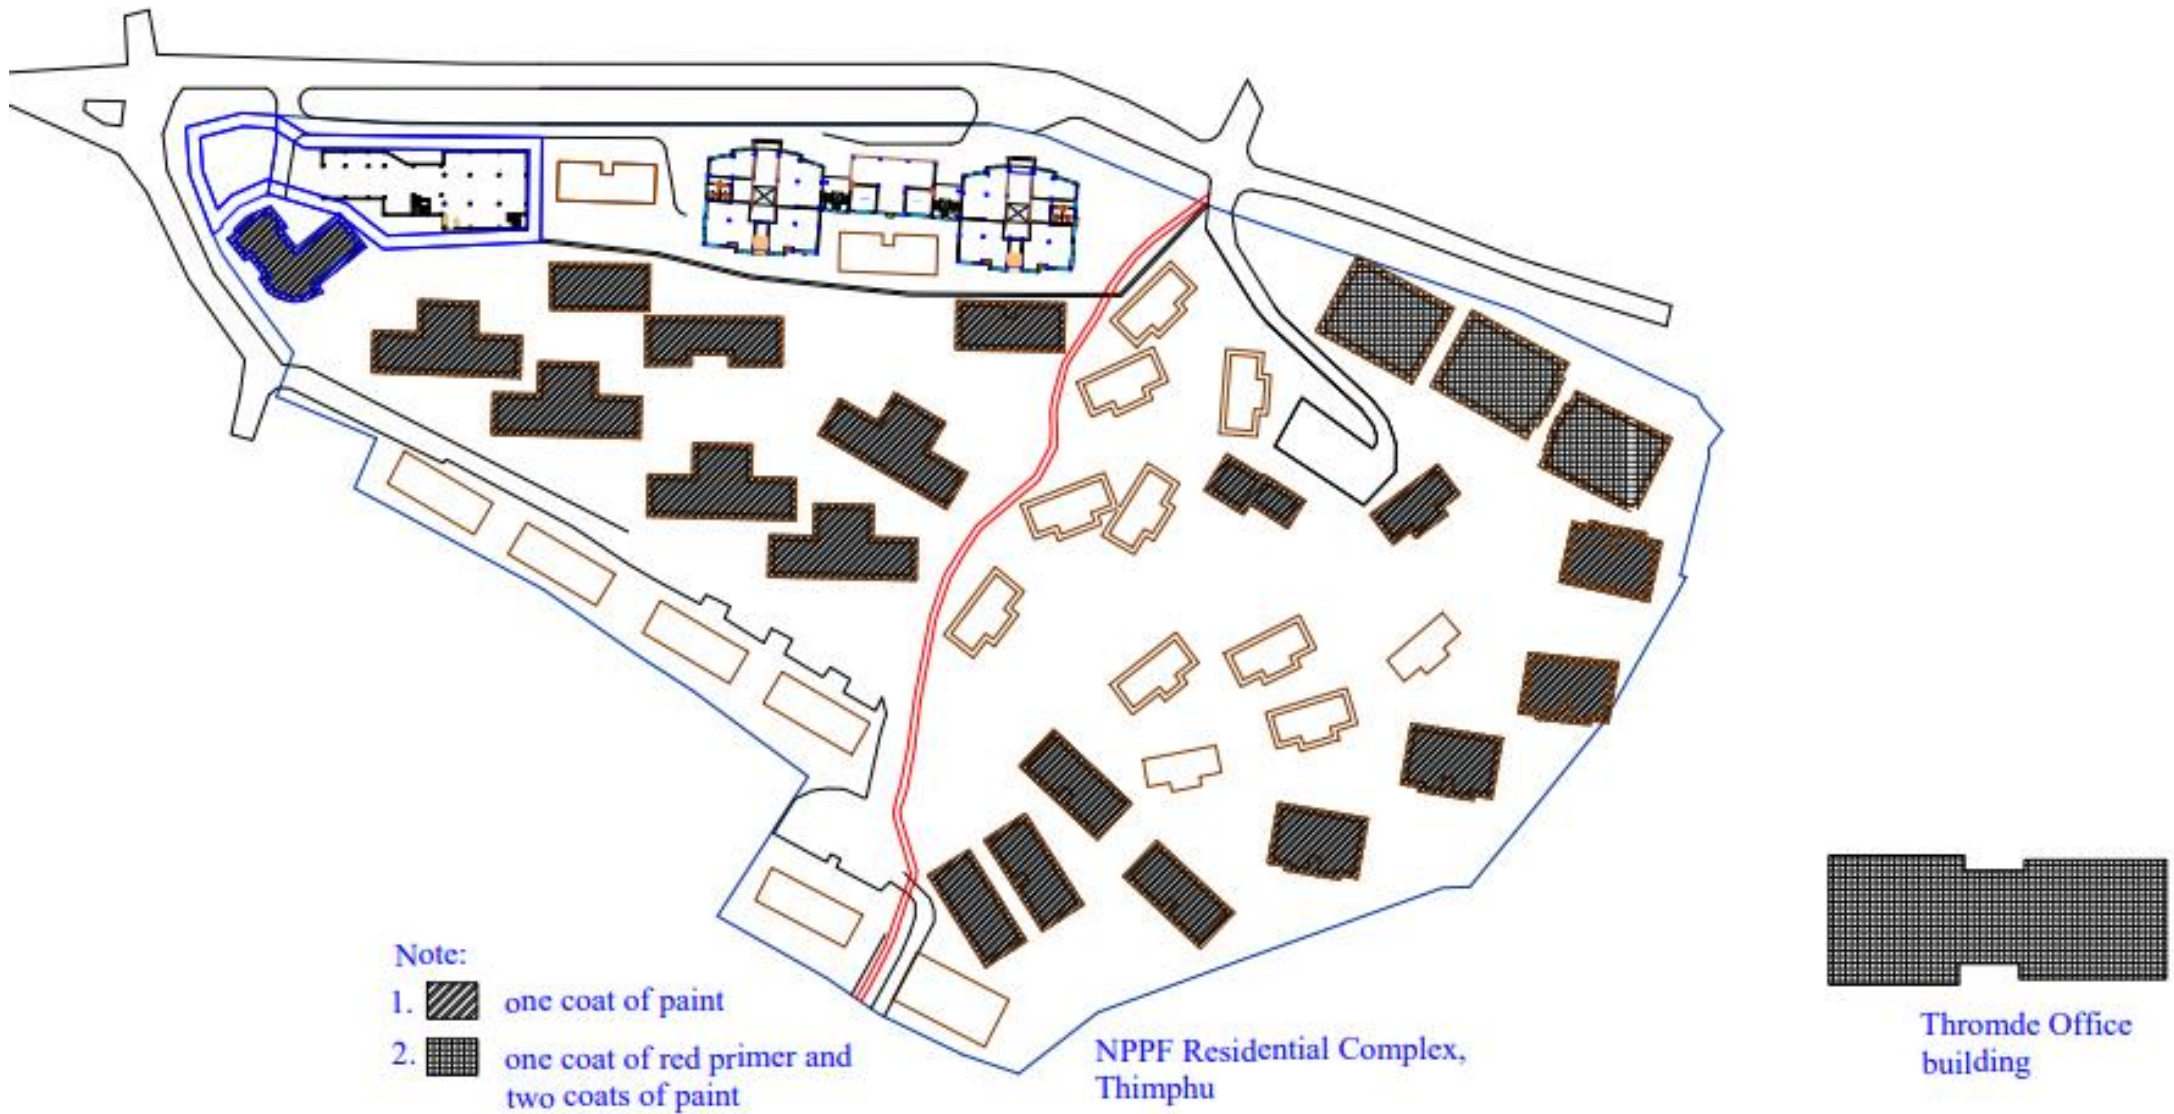 Note:
1. one coat of paint
2. one coat of red primer and
two coats of paint
NPPF Residential Complex,
Thimphu
Thromde Office
building